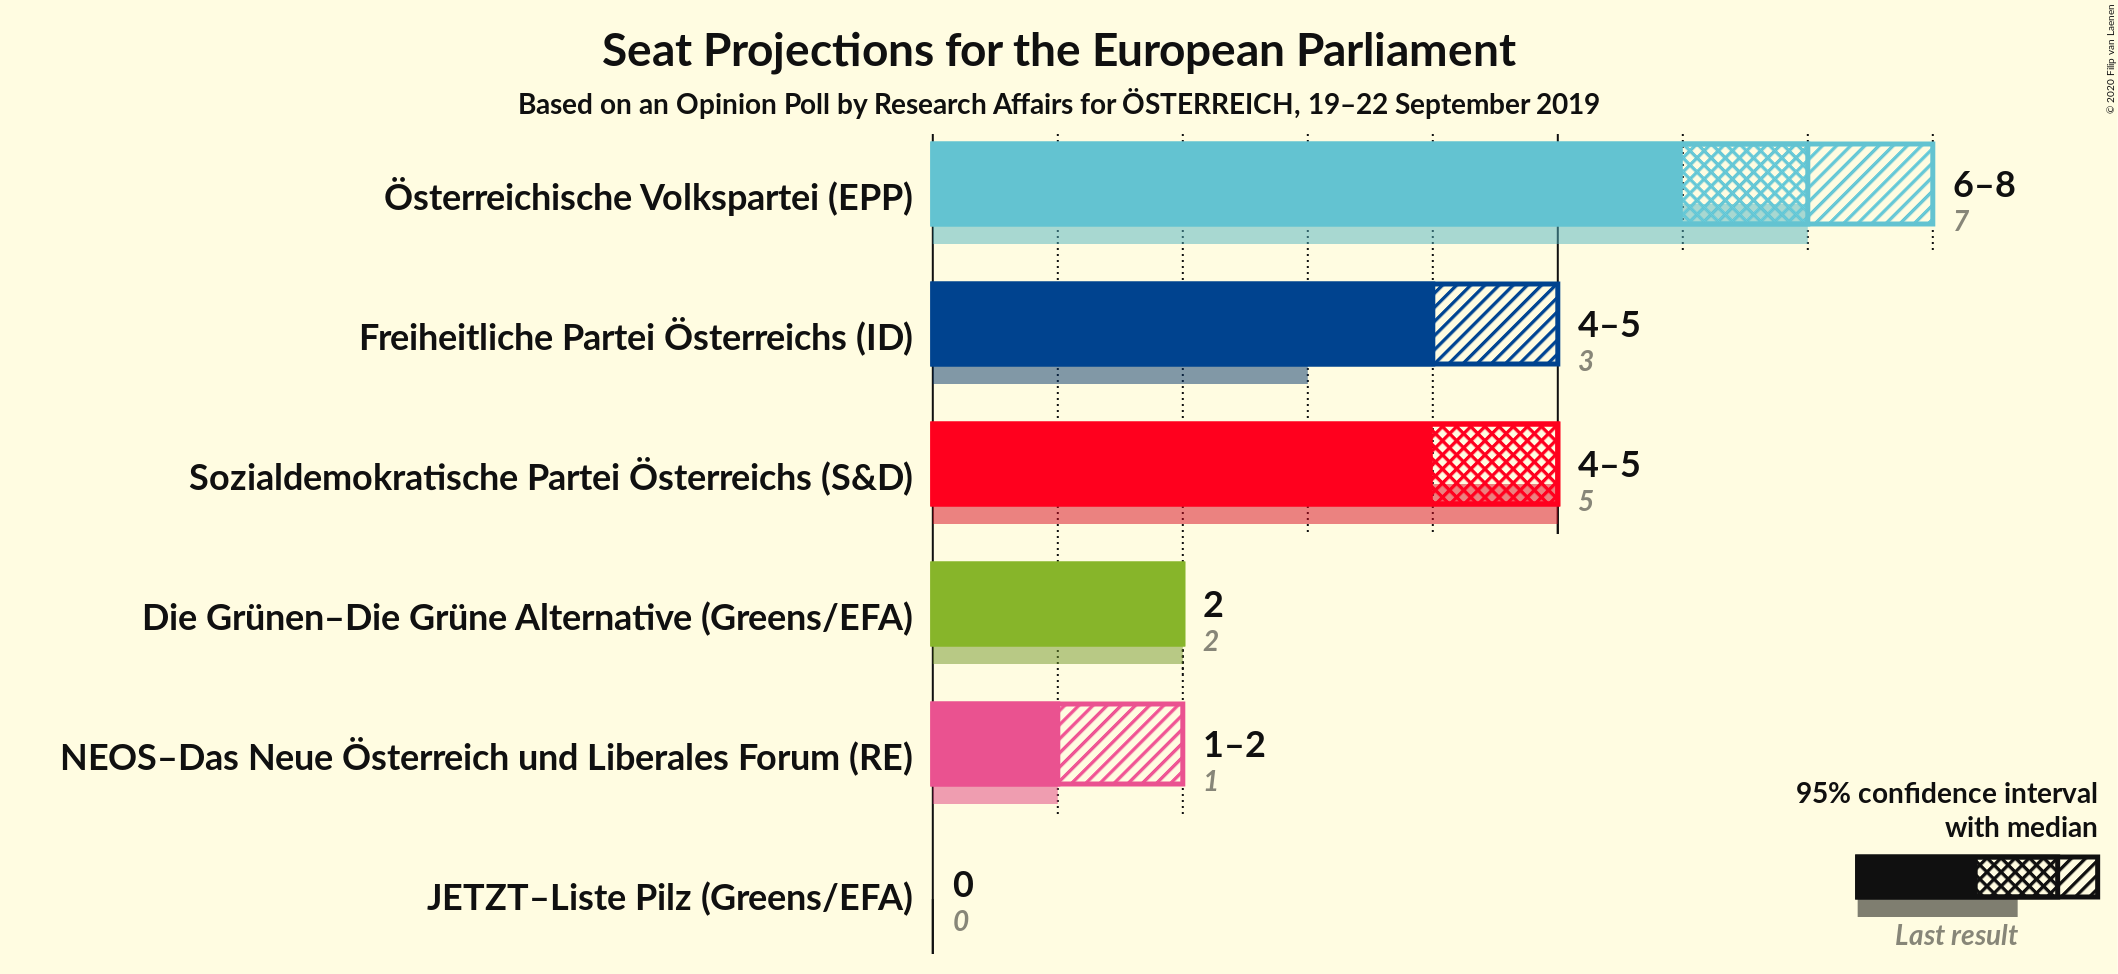 Seat Projections for the European Parliament
Based on an Opinion Poll by Research Affairs for ÖSTERREICH, 19–22 September 2019
© 2020 Filip van Laenen
Österreichische Volkspartei (EPP)
6–8
7
Freiheitliche Partei Österreichs (ID)
4–5
3
Sozialdemokratische Partei Österreichs (S&D)
4–5
5
Die Grünen–Die Grüne Alternative (Greens/EFA)
2
2
NEOS–Das Neue Österreich und Liberales Forum (RE)
1–2
1
JETZT–Liste Pilz (Greens/EFA)
0
0
95% confidence interval
with median
Last result